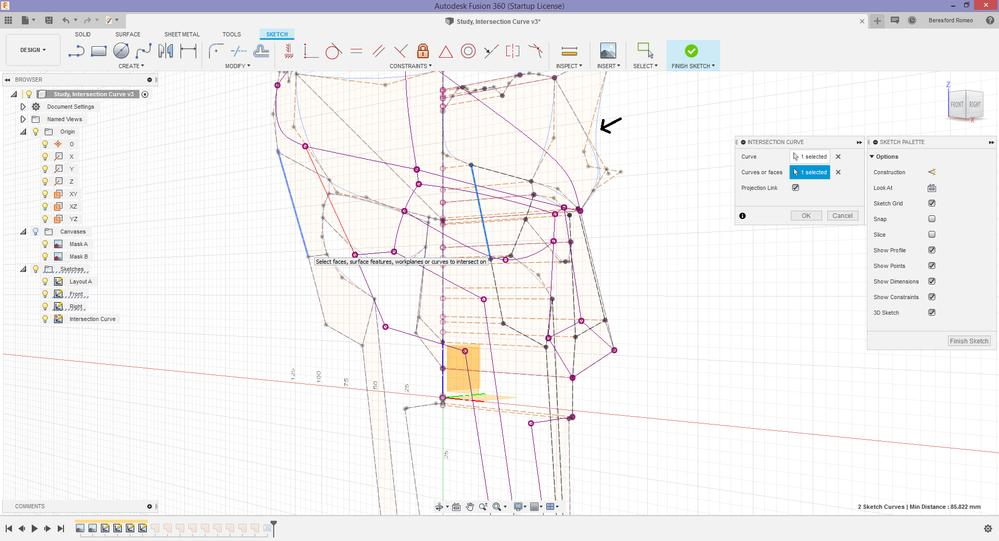 Autodesk Fusion 360 (Startup License)
Study, Intersection Curve v3*
Beresford Romeo
DESIGN
SOLID SURFACE SHEET METAL TOOLS SKETCH
CREATE MODIFY CONSTRAINTS INSPECT INSERT SELECT FINISH SKETCH
BROWSER
Study, Intersection Curve v3
Document Settings
Named Views
Origin
O
X
Y
Z
XY
XZ
YZ
Canvases
Mask A
Mask B
Sketches
Layout A
Front
Right
Intersection Curve
Z
FRONT RIGHT
X
INTERSECTION CURVE
Curve 1 selected
Curves or faces 1 selected
Projection Link
OK Cancel
SKETCH PALETTE
Options
Construction
Look At
Sketch Grid
Snap
Slice
Show Profile
Show Points
Show Dimensions
Show Constraints
3D Sketch
Finish Sketch
Select faces, surface features, workplanes or curves to intersect on
125
100
75
50
25
25
COMMENTS
2 Sketch Curves | Min Distance : 85.822 mm